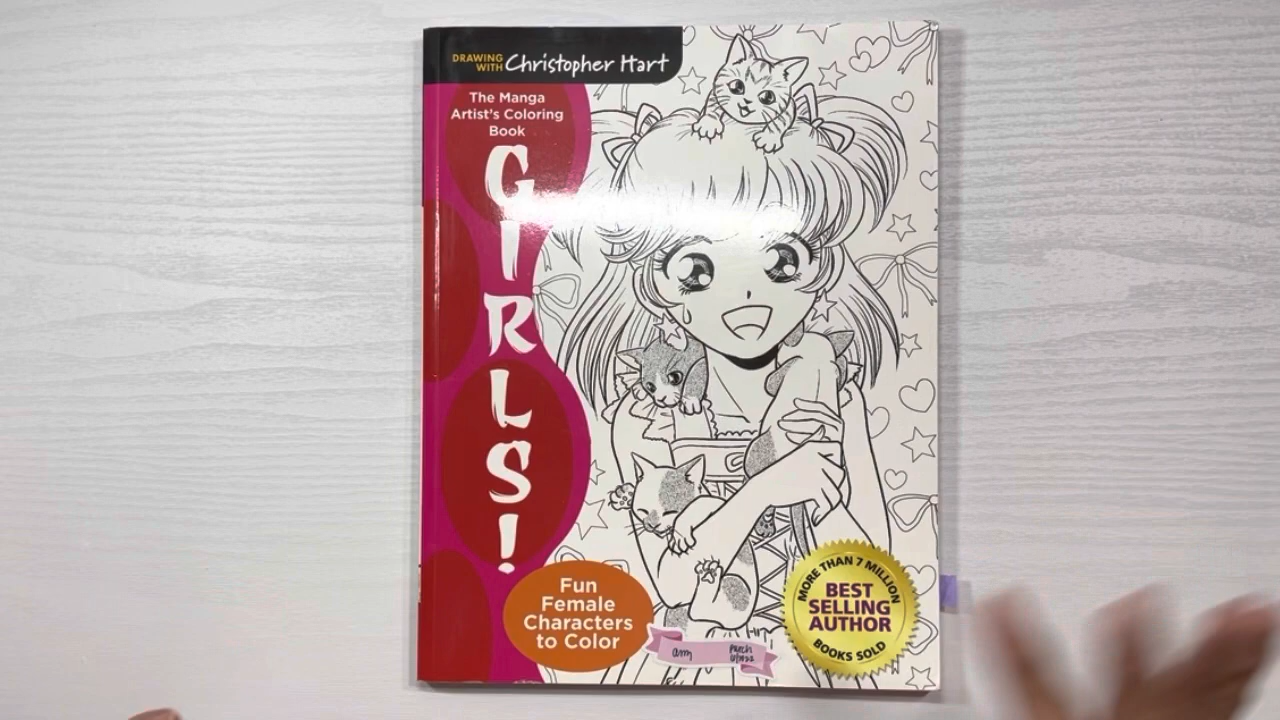 DRAWING
WITH Christopher Hart
The Manga
Artist's Coloring
Book
GIRLS!
Fun
Female
Characters
to Color
MORE THAN 7 MILLION
BEST
SELLING
AUTHOR
BOOKS SOLD